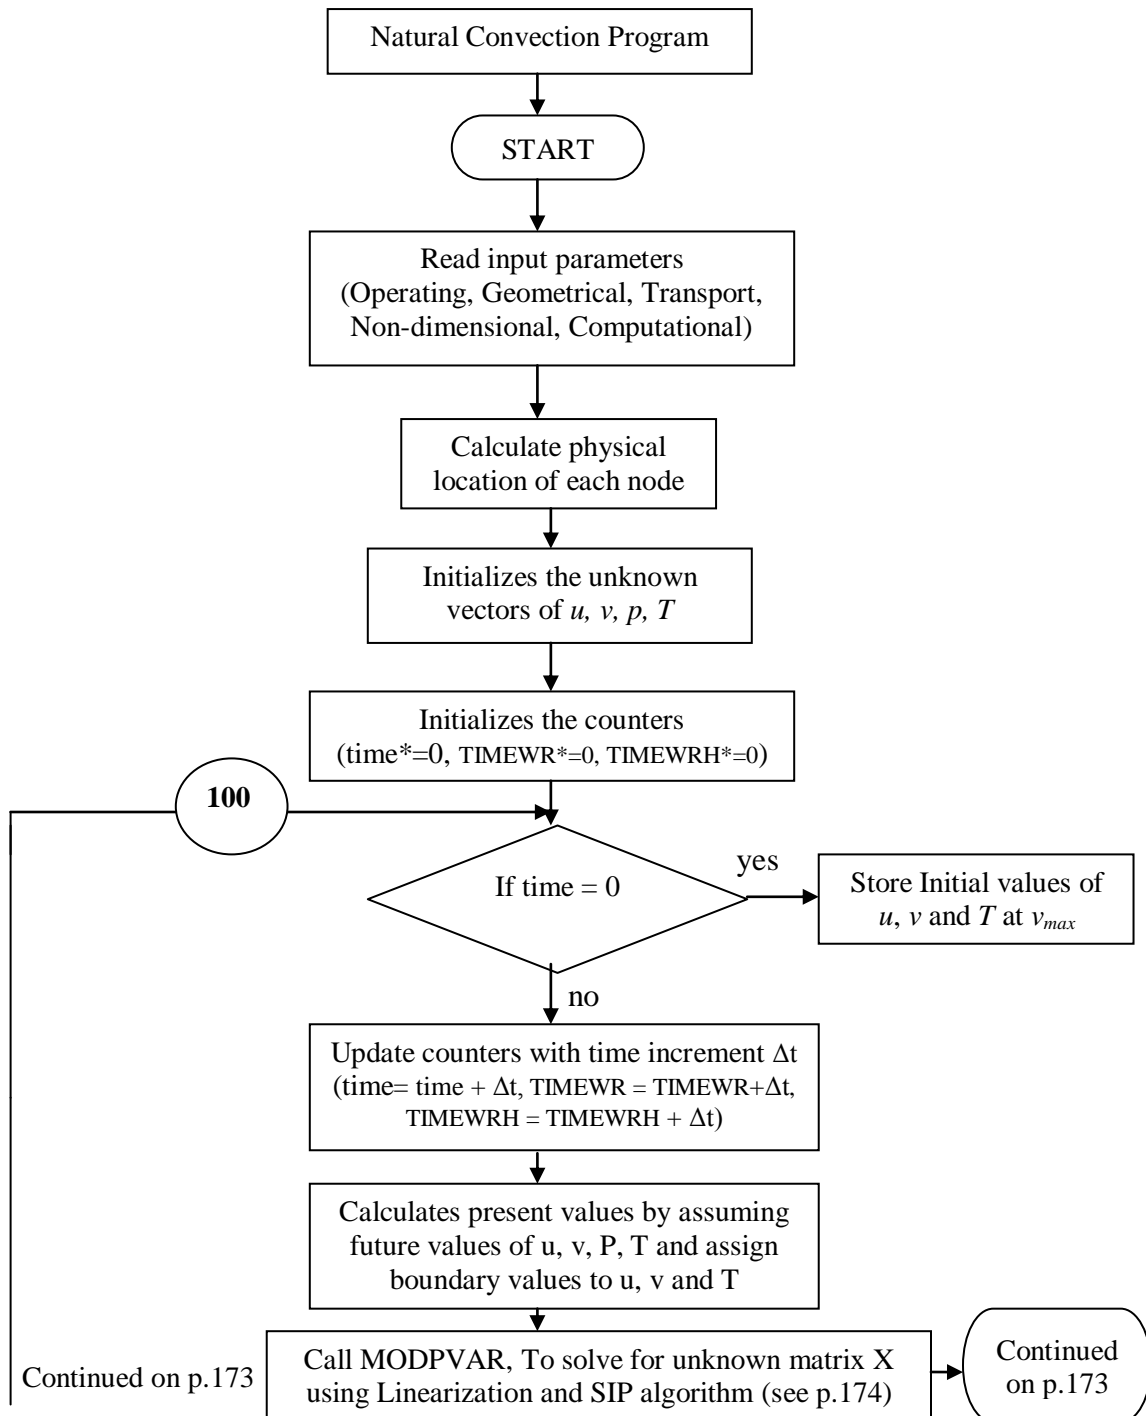 Natural Convection Program
START
Read input parameters
(Operating, Geometrical, Transport,
Non-dimensional, Computational)
Calculate physical
location of each node
Initializes the unknown
vectors of u, v, p, T
Initializes the counters
(time*=0, TIMEWR*=0, TIMEWRH*=0)
100
If time = 0
yes
Store Initial values of
u, v and T at vmax
no
Update counters with time increment Δt
(time= time + Δt, TIMEWR = TIMEWR+Δt,
TIMEWRH = TIMEWRH + Δt)
Calculates present values by assuming
future values of u, v, P, T and assign
boundary values to u, v and T
Continued on p.173
Call MODPVAR, To solve for unknown matrix X
using Linearization and SIP algorithm (see p.174)
Continued
on p.173